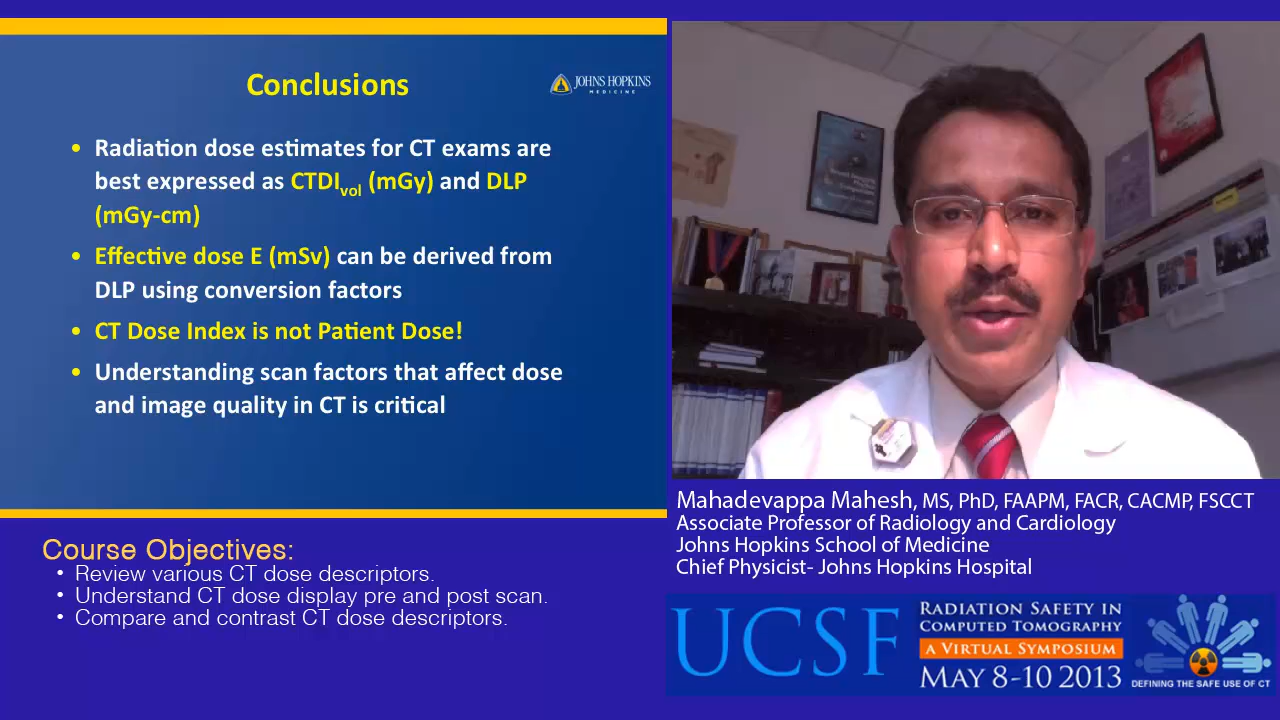 Conclusions
JOHNS HOPKINS
MEDICINE
• Radiation dose estimates for CT exams are
best expressed as CTDIvol (mGy) and DLP
(mGy-cm)
• Effective dose E (mSv) can be derived from
DLP using conversion factors
• CT Dose Index is not Patient Dose!
• Understanding scan factors that affect dose
and image quality in CT is critical
Course Objectives:
• Review various CT dose descriptors.
• Understand CT dose display pre and post scan.
• Compare and contrast CT dose descriptors.
Mahadevappa Mahesh, MS, PhD, FAAPM, FACR, CACMP, FSCCT
Associate Professor of Radiology and Cardiology
Johns Hopkins School of Medicine
Chief Physicist- Johns Hopkins Hospital
UCSF
RADIATION SAFETY IN
COMPUTED TOMOGRAPHY
A VIRTUAL SYMPOSIUM
MAY 8-10 2013
DEFINING THE SAFE USE OF CT